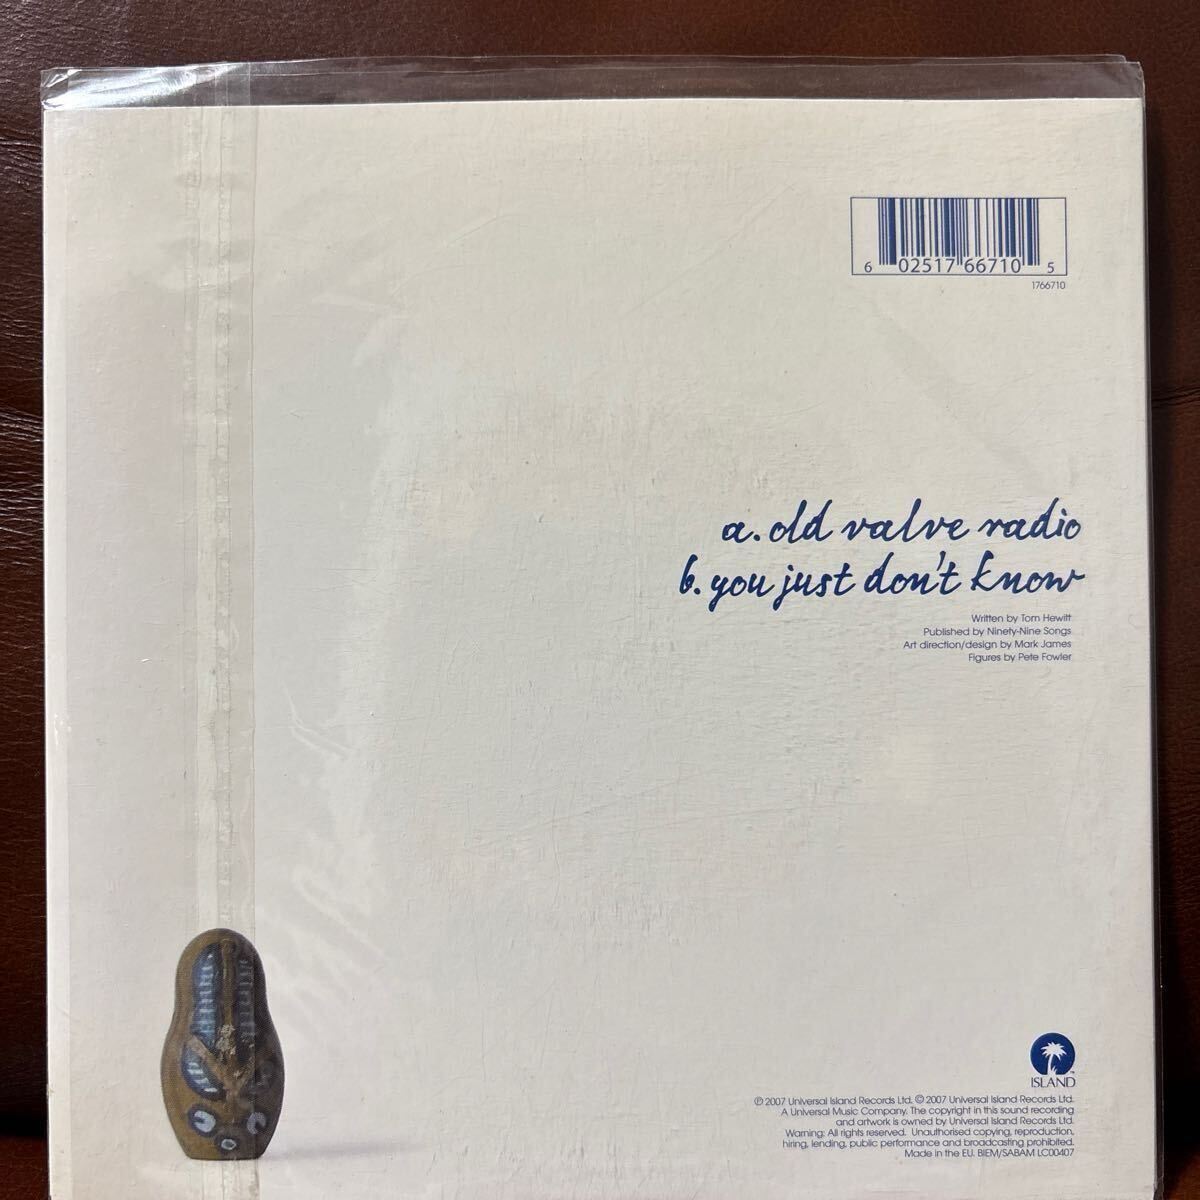 6 02517 66710 5
1766710
a. old valve radio
b. you just don't know
Written by Tom Hewitt
Published by Ninety-Nine Songs
Art direction/design by Mark James
Figures by Pete Fowler
ISLAND
℗ 2007 Universal Island Records Ltd. © 2007 Universal Island Records Ltd.
A Universal Music Company. The copyright in this sound recording
and artwork is owned by Universal Island Records Ltd.
Warning: All rights reserved. Unauthorised copying, reproduction,
hiring, lending, public performance and broadcasting prohibited.
Made in the EU. BIEM/SABAM LC00407